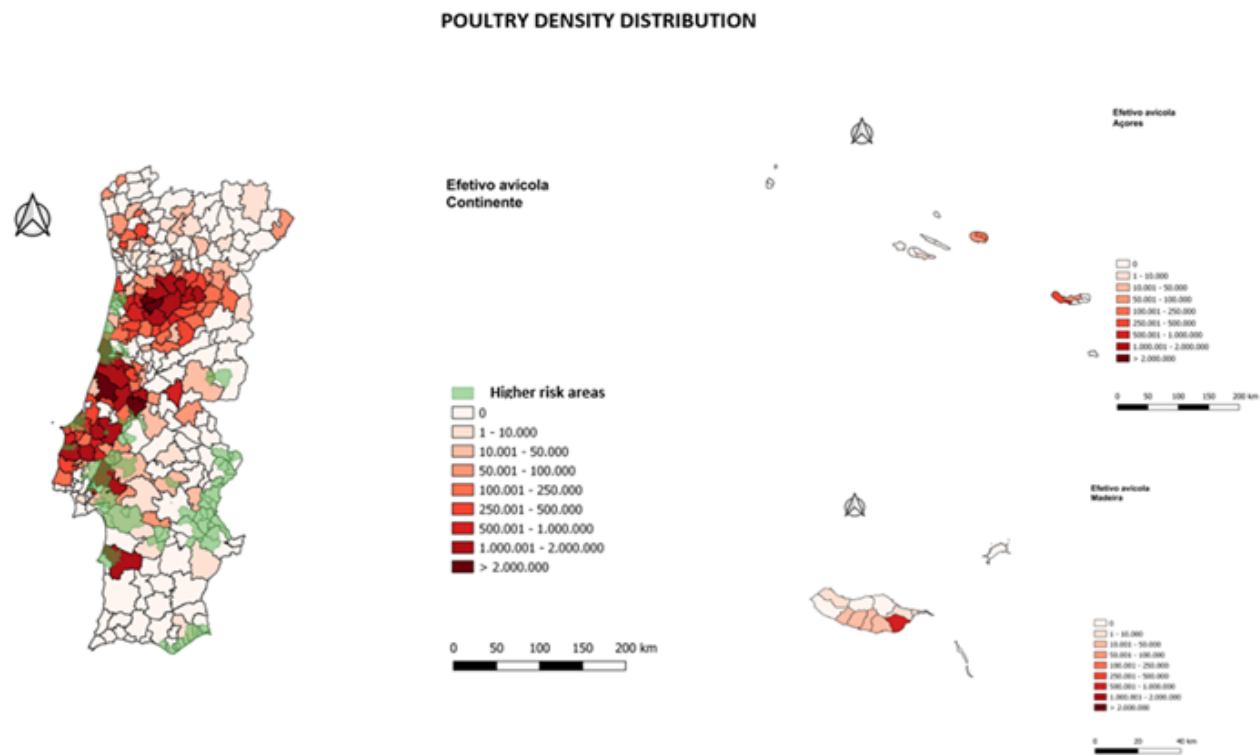 POULTRY DENSITY DISTRIBUTION
Efetivo avícola
Continente
Higher risk areas
0
1 - 10.000
10.001 - 50.000
50.001 - 100.000
100.001 - 250.000
250.001 - 500.000
500.001 - 1.000.000
1.000.001 - 2.000.000
> 2.000.000
0 50 100 150 200 km
Efetivo avícola
Açores
0
1 - 10.000
10.001 - 50.000
50.001 - 100.000
100.001 - 250.000
250.001 - 500.000
500.001 - 1.000.000
1.000.001 - 2.000.000
> 2.000.000
0 50 100 150 200 km
Efetivo avícola
Madeira
0
1 - 10.000
10.001 - 50.000
50.001 - 100.000
100.001 - 250.000
250.001 - 500.000
500.001 - 1.000.000
1.000.001 - 2.000.000
> 2.000.000
0 20 40 km